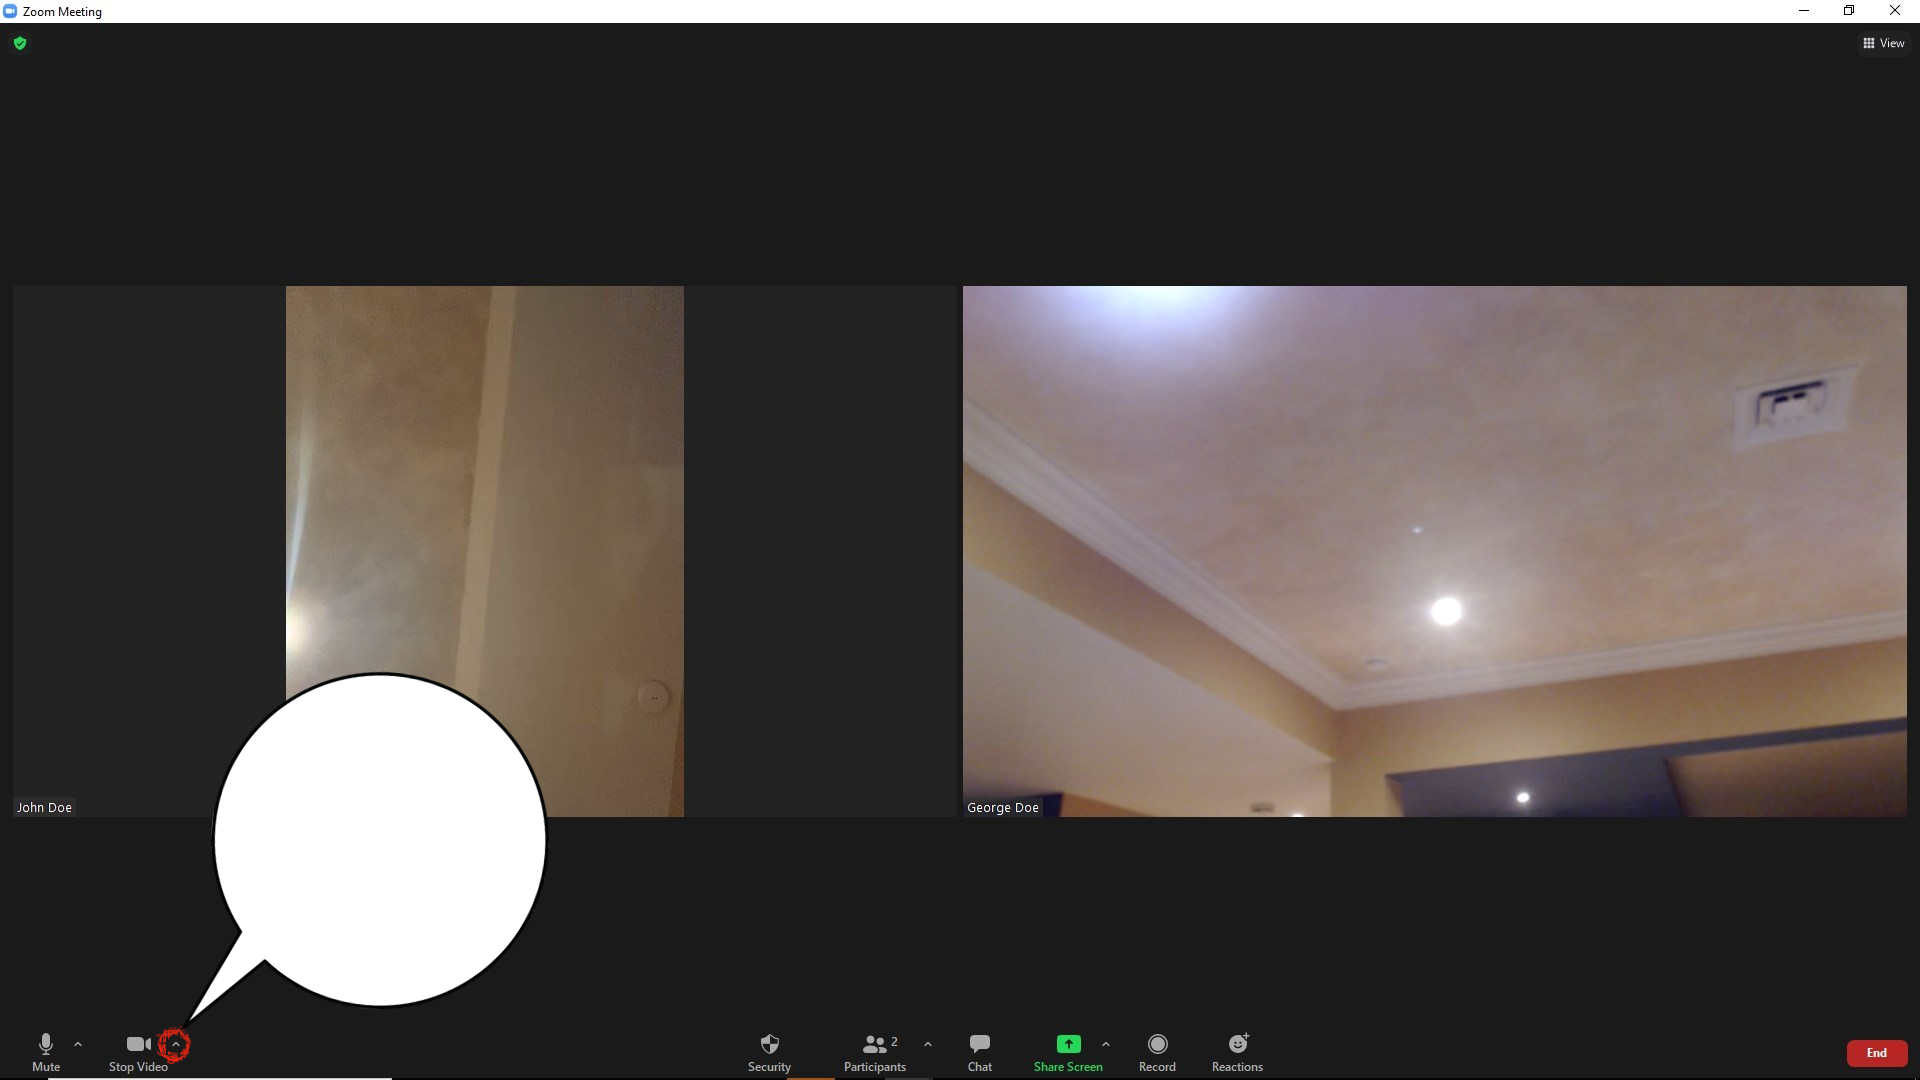 Zoom Meeting
View
John Doe
George Doe
Mute
Stop Video
Security
2
Participants
Chat
Share Screen
Record
Reactions
End